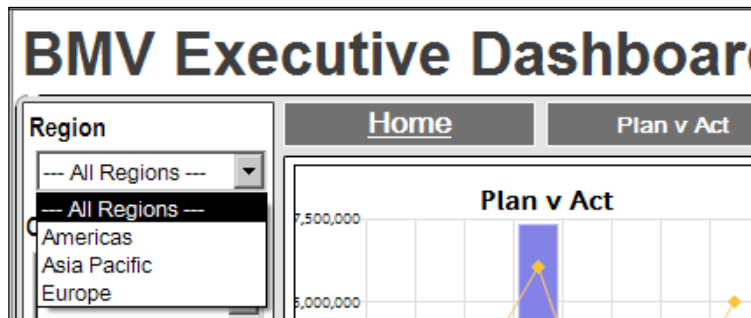 BMV Executive Dashboar
Region
Home
Plan v Act
--- All Regions ---
--- All Regions ---
Americas
Asia Pacific
Europe
Plan v Act
7,500,000
5,000,000